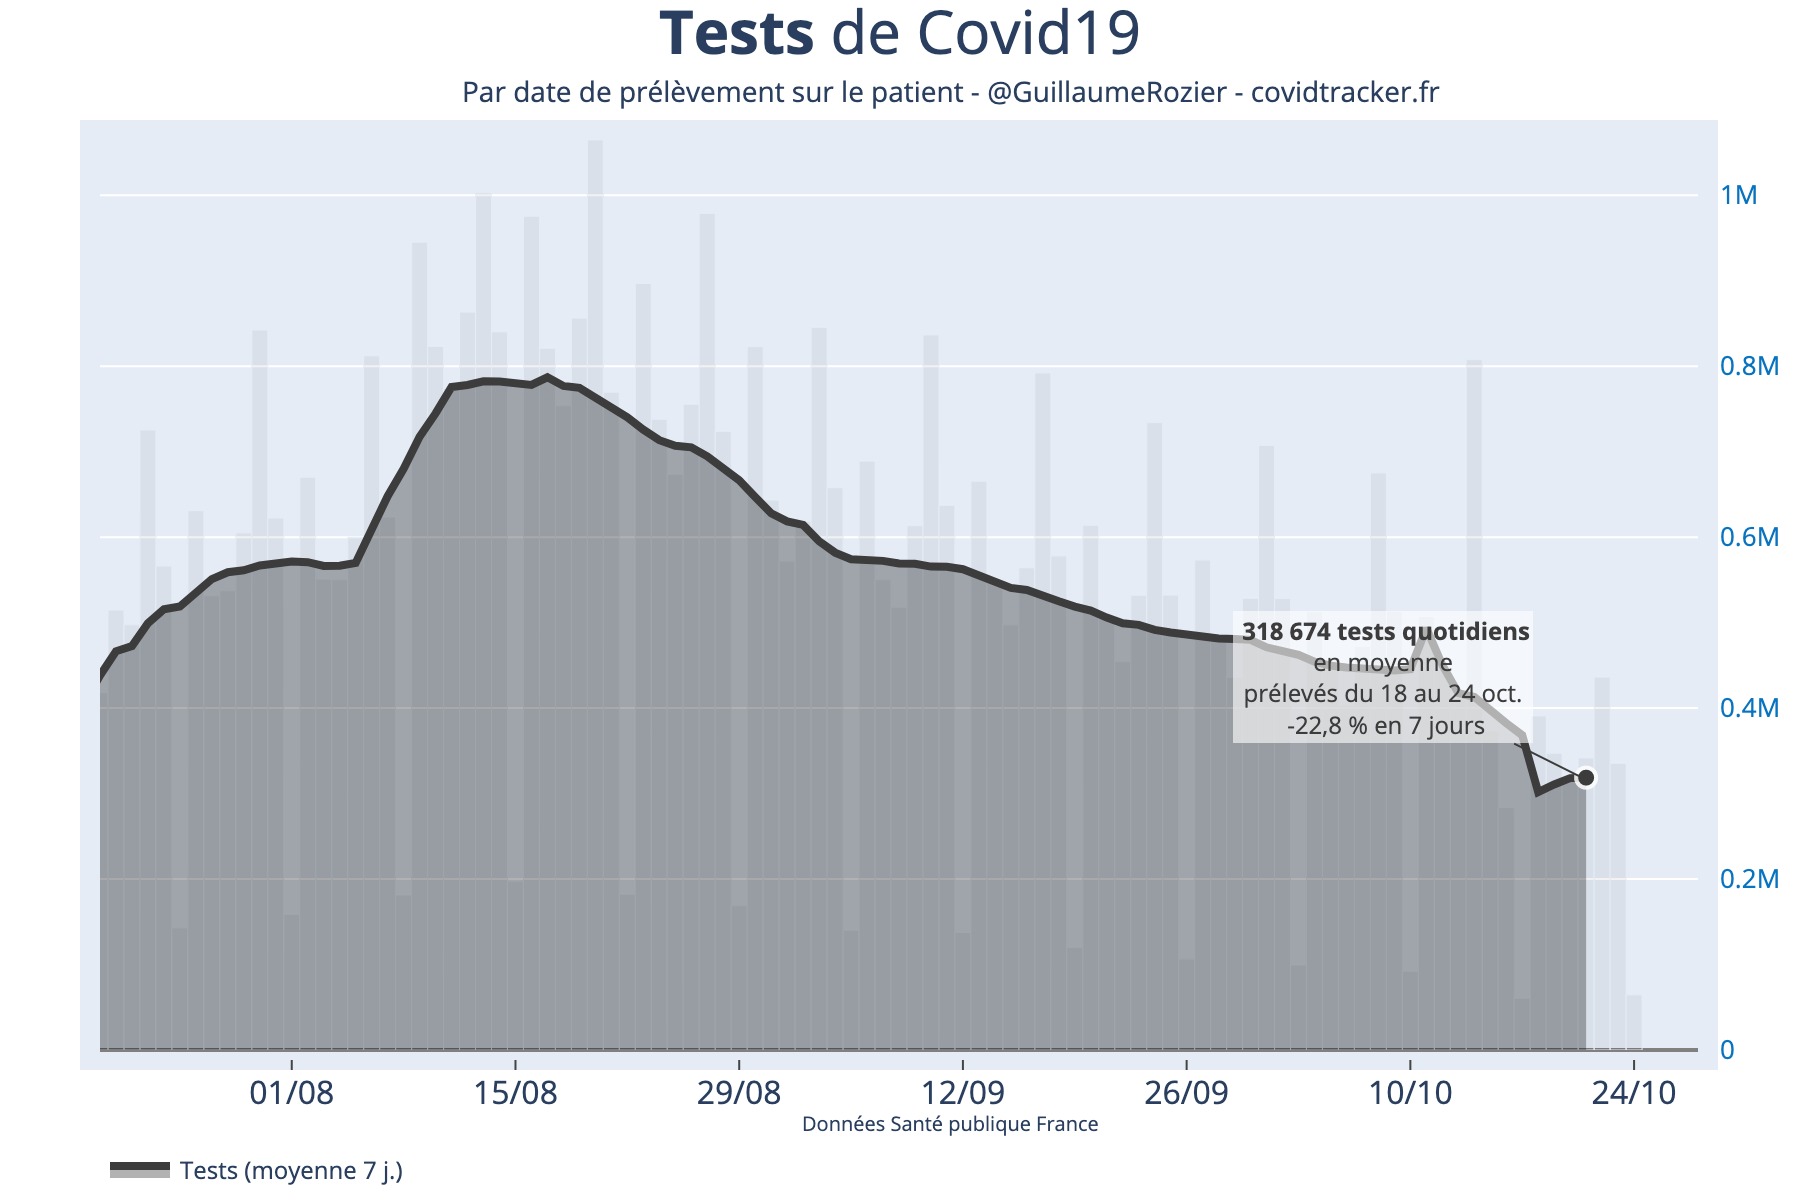 Tests de Covid19
Par date de prélèvement sur le patient - @GuillaumeRozier - covidtracker.fr
1M
0.8M
0.6M
318 674 tests quotidiens
en moyenne
prélevés du 18 au 24 oct.
-22,8 % en 7 jours
0.4M
0.2M
0
01/08 15/08 29/08 12/09 26/09 10/10 24/10
Données Santé publique France
Tests (moyenne 7 j.)